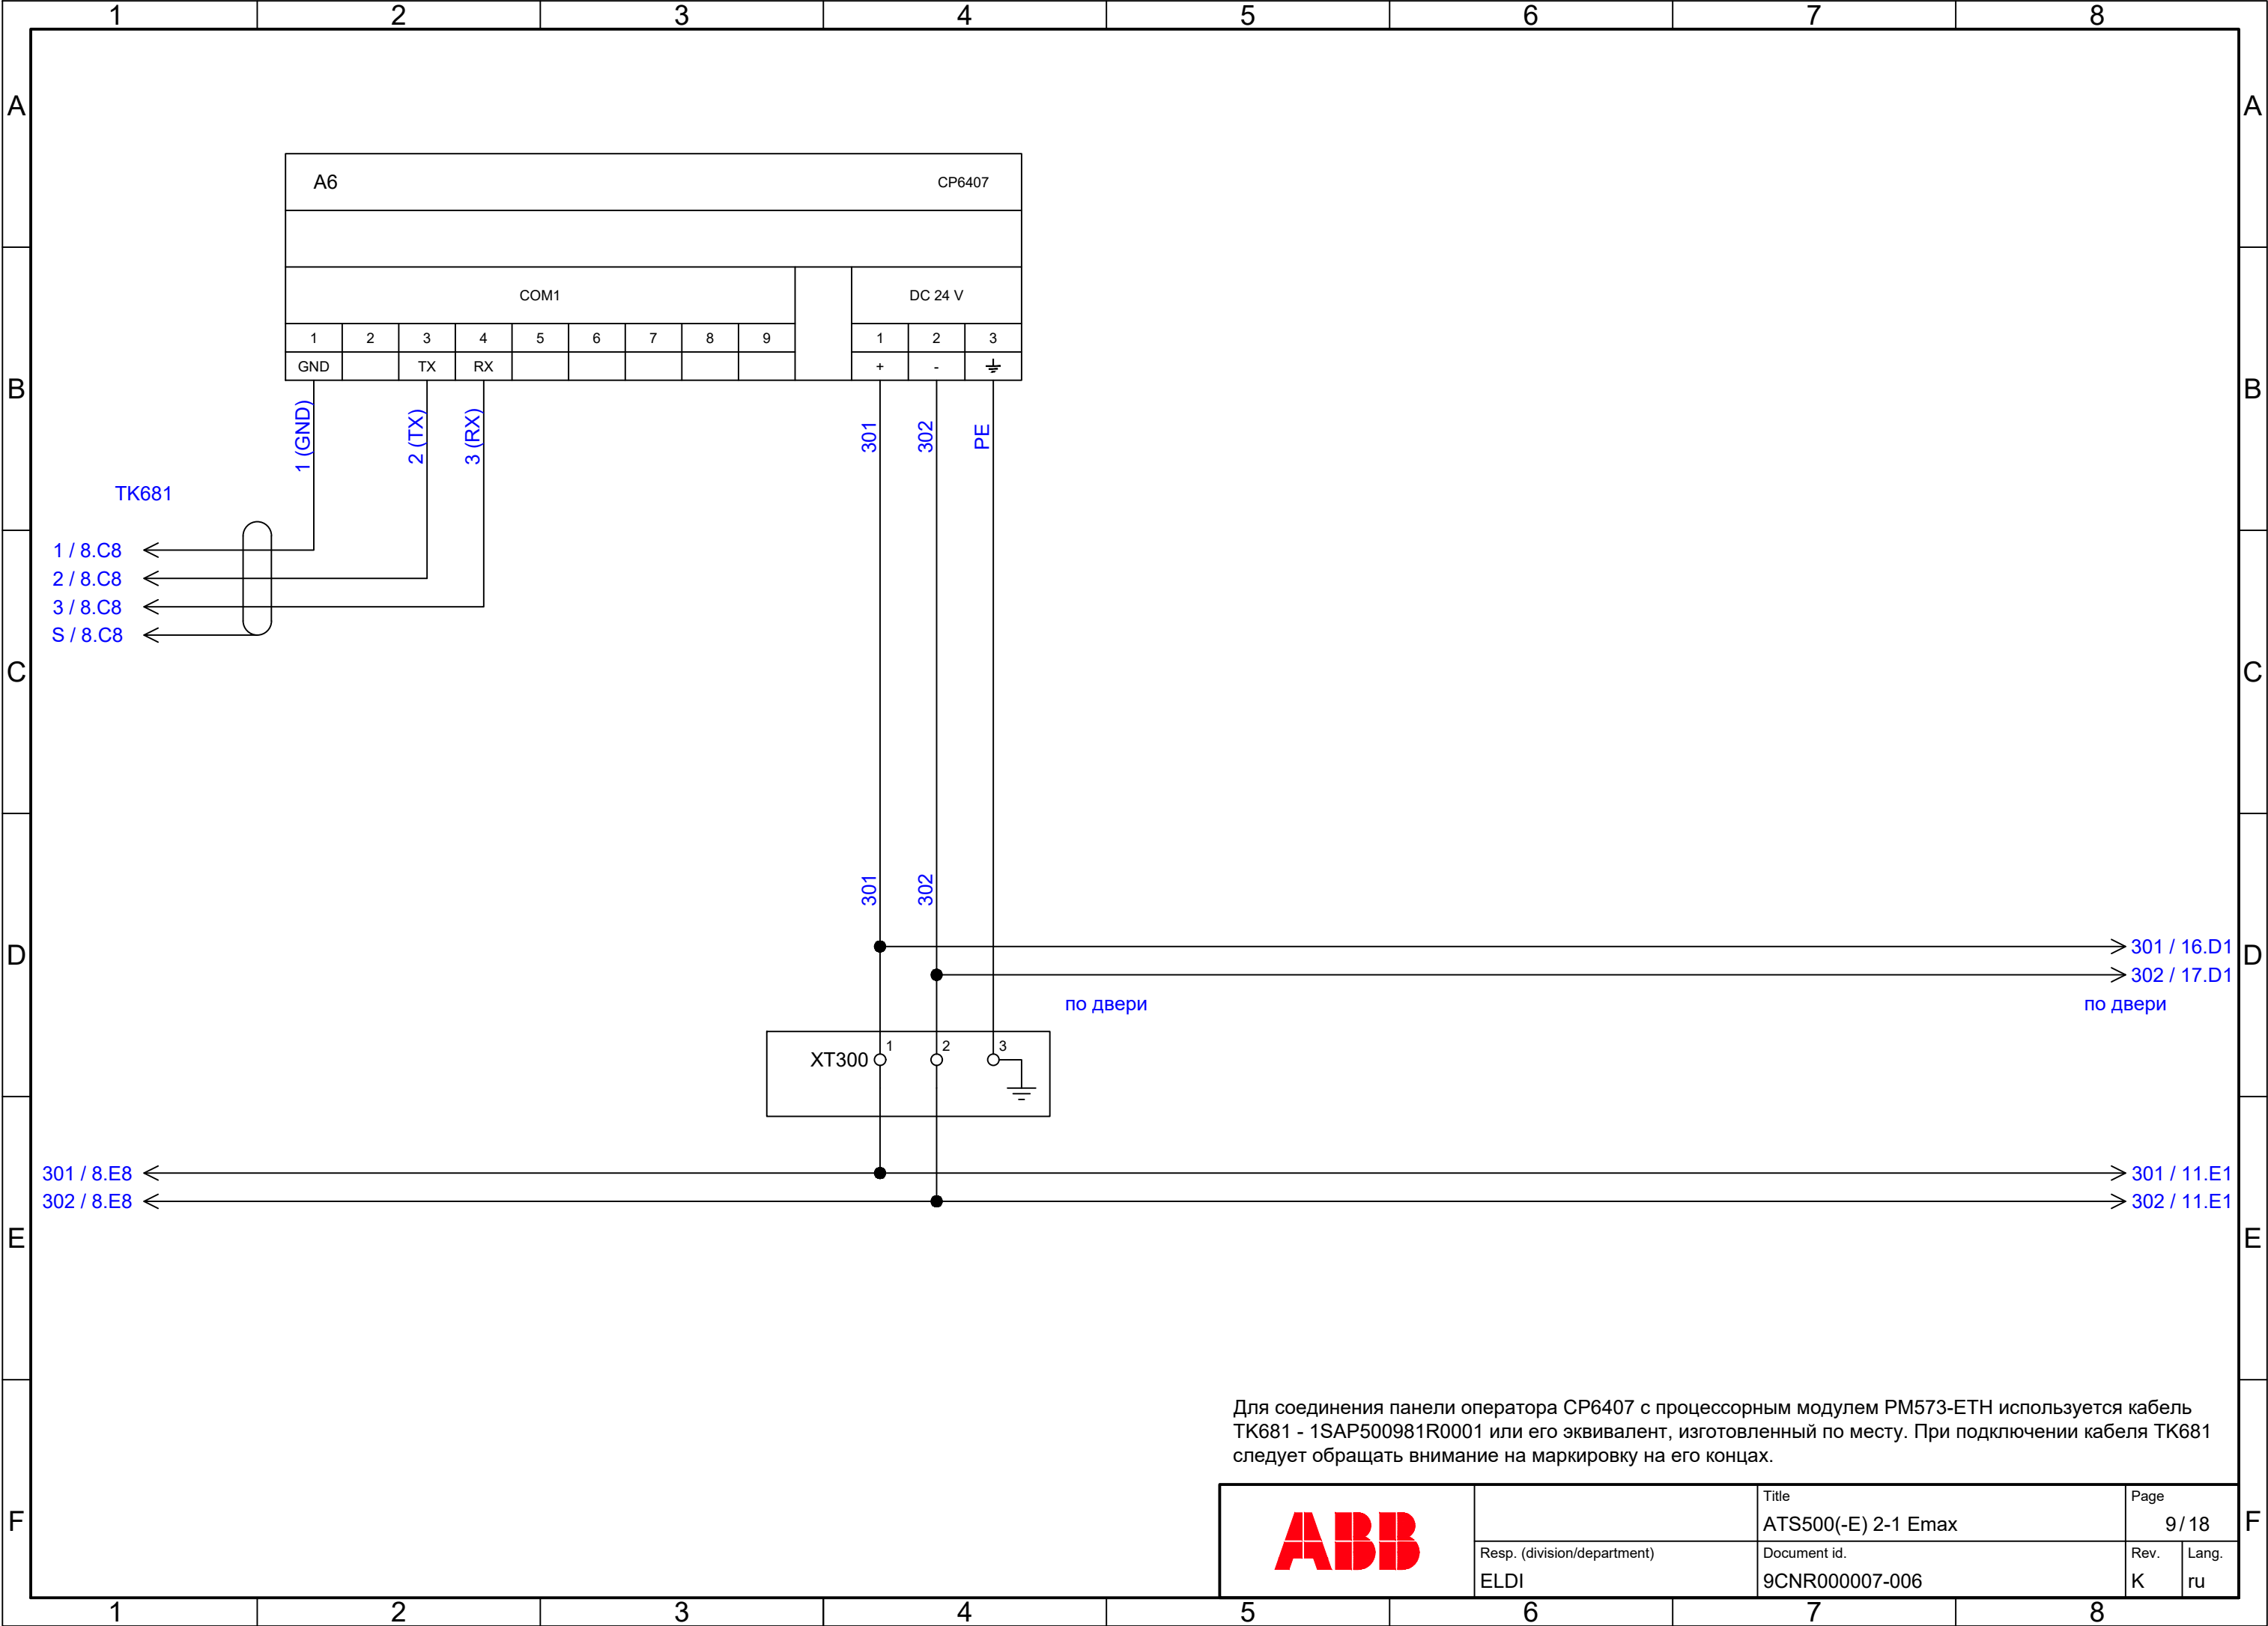 1 2 3 4 5 6 7 8
A A
A6 CP6407
COM1 DC 24 V
1 2 3 4 5 6 7 8 9 1 2 3
GND TX RX + -
B B
1 (GND) 2 (TX) 3 (RX) 301 302 PE
TK681
1 / 8.C8
2 / 8.C8
3 / 8.C8
S / 8.C8
C C
301 302
D D
301 / 16.D1
302 / 17.D1
по двери по двери
XT300 1 2 3
301 / 8.E8 301 / 11.E1
302 / 8.E8 302 / 11.E1
E E
Для соединения панели оператора CP6407 с процессорным модулем PM573-ETH используется кабель
TK681 - 1SAP500981R0001 или его эквивалент, изготовленный по месту. При подключении кабеля TK681
следует обращать внимание на маркировку на его концах.
F F
ABB
Title Page
ATS500(-E) 2-1 Emax 9/18
Resp. (division/department) Document id. Rev. Lang.
ELDI 9CNR000007-006 K ru
1 2 3 4 5 6 7 8